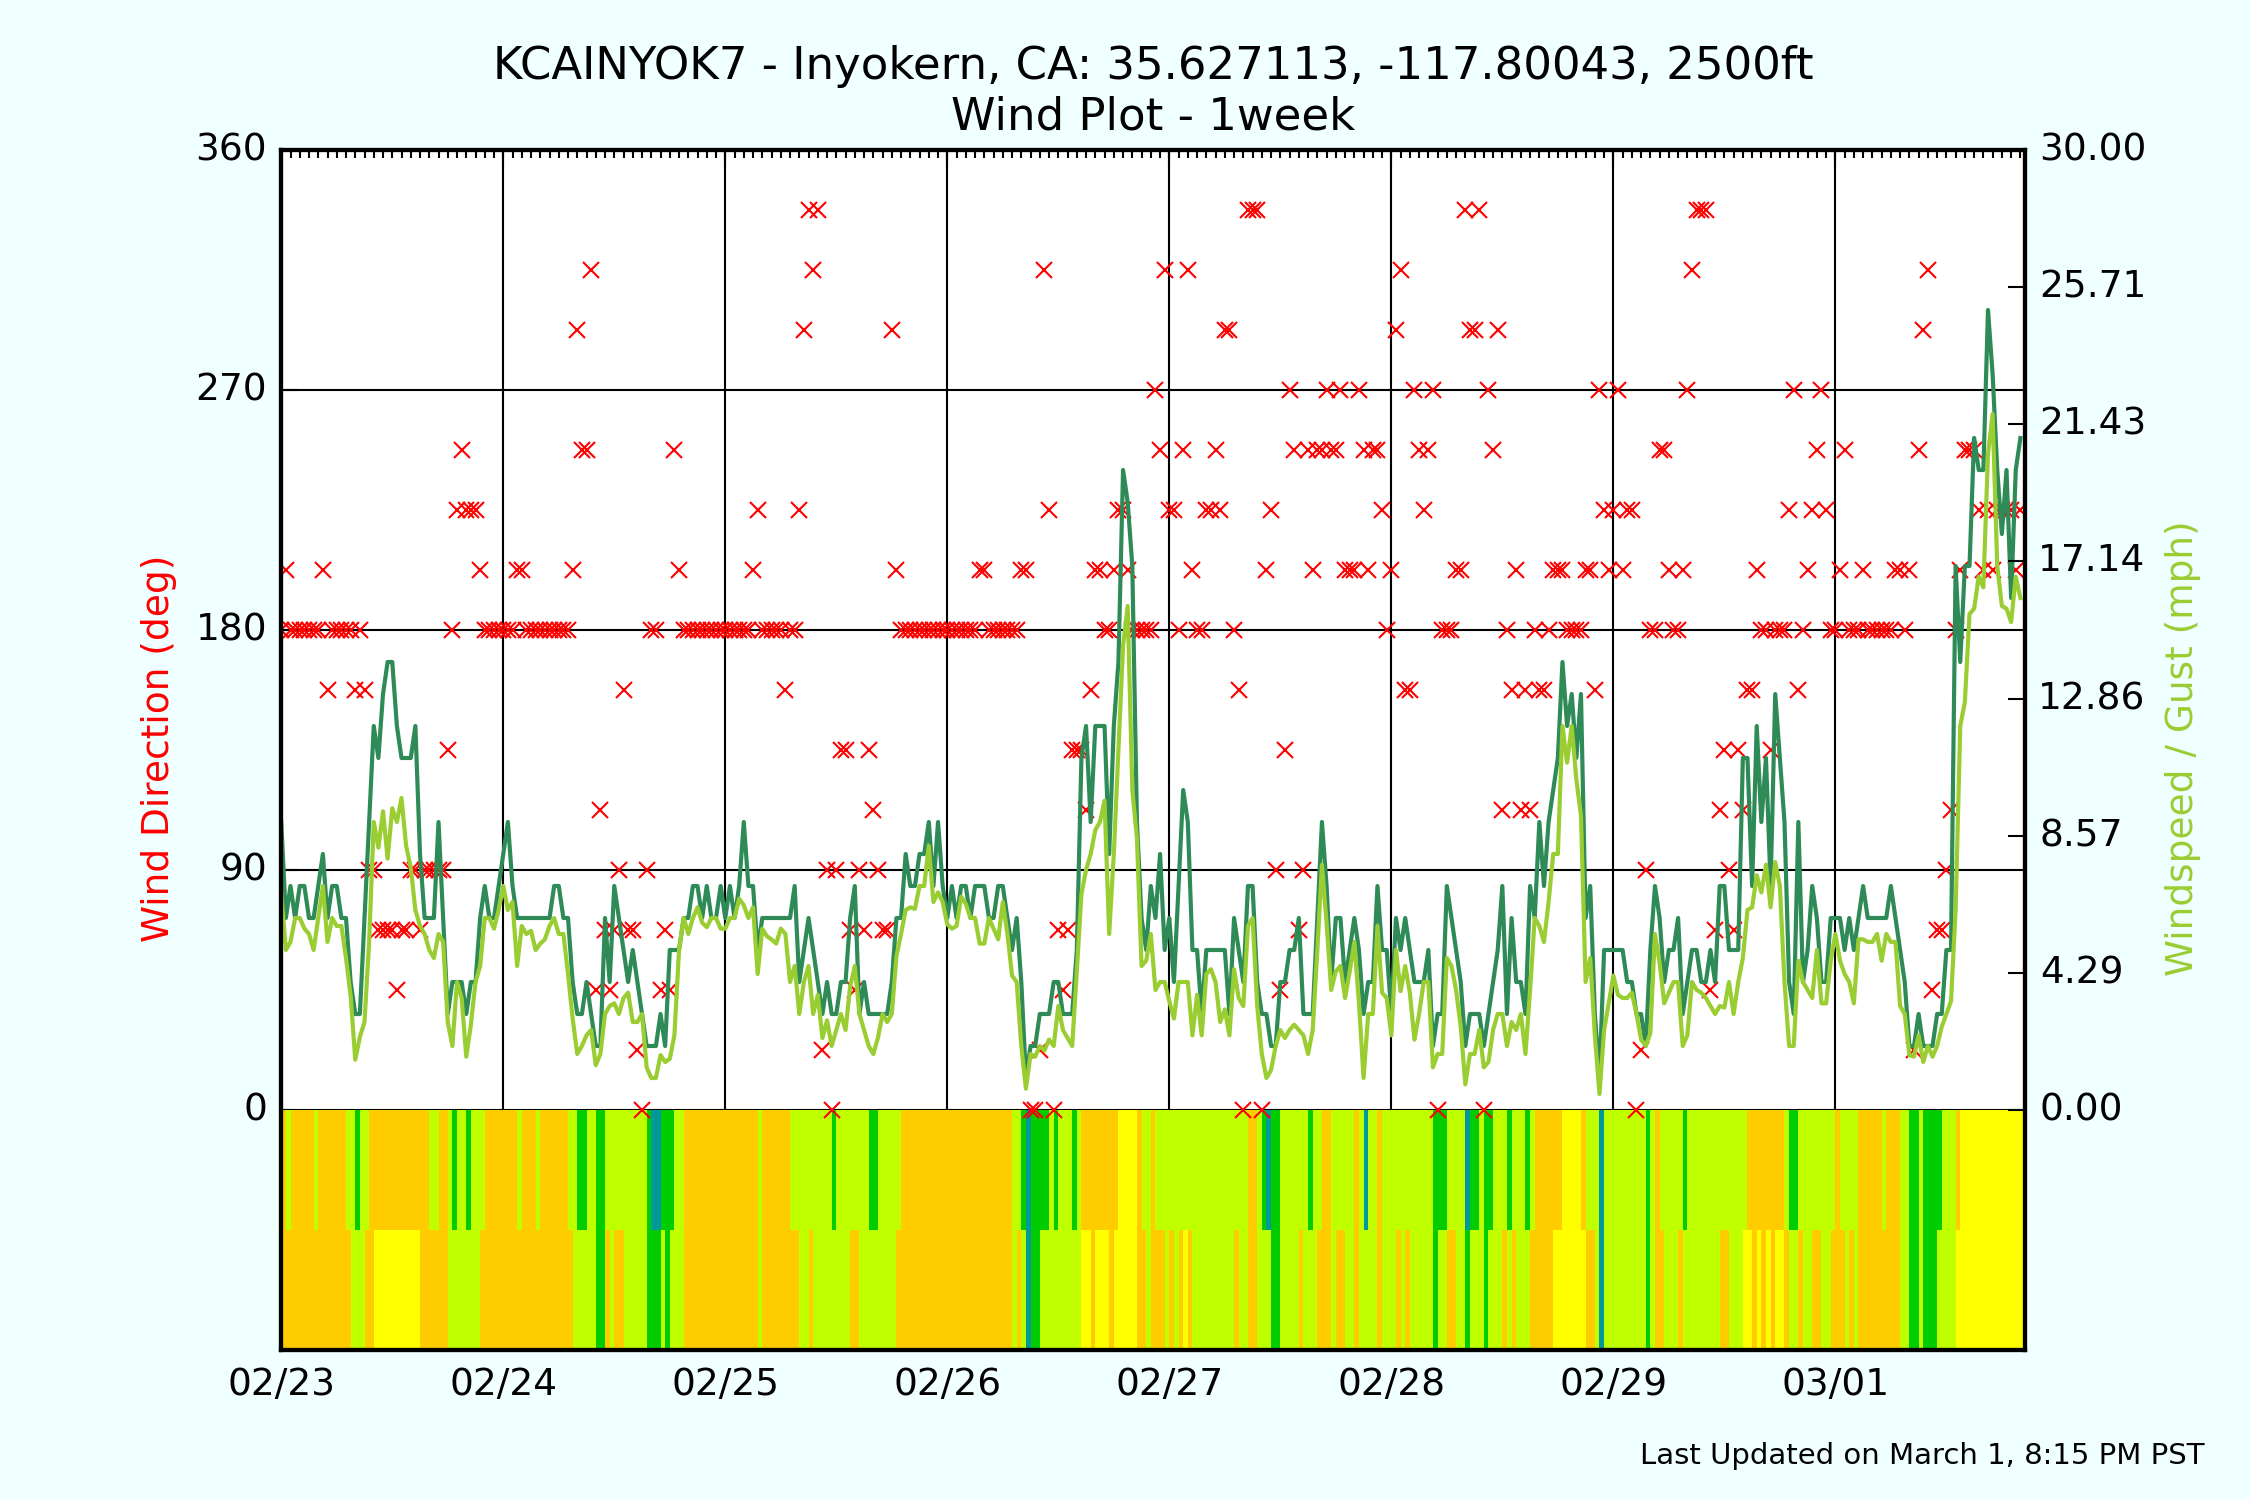 KCAINYOK7 - Inyokern, CA: 35.627113, -117.80043, 2500ft
Wind Plot - 1week
360
270
180
90
0
Wind Direction (deg)
30.00
25.71
21.43
17.14
12.86
8.57
4.29
0.00
Windspeed / Gust (mph)
02/23 02/24 02/25 02/26 02/27 02/28 02/29 03/01
Last Updated on March 1, 8:15 PM PST